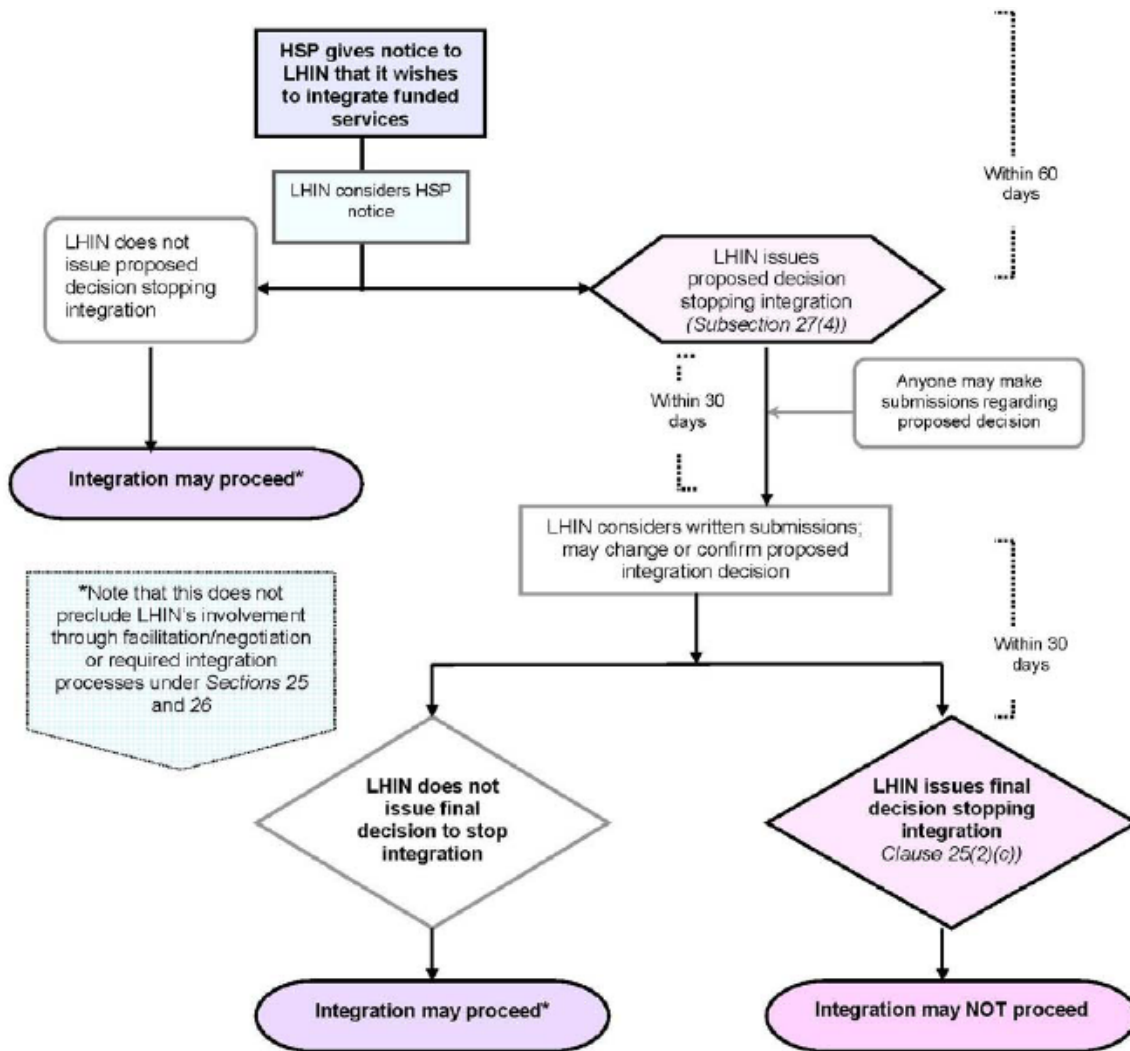 HSP gives notice to
LHIN that it wishes
to integrate funded
services
Within 60
days
LHIN considers HSP
notice
LHIN does not
issue proposed
decision stopping
integration
LHIN issues
proposed decision
stopping integration
(Subsection 27(4))
Within 30
days
Anyone may make
submissions regarding
proposed decision
Integration may proceed*
LHIN considers written submissions;
may change or confirm proposed
integration decision
*Note that this does not
preclude LHIN's involvement
through facilitation/negotiation
or required integration
processes under Sections 25
and 26
Within 30
days
LHIN does not
issue final
decision to stop
integration
LHIN issues final
decision stopping
integration
Clause 25(2)(c))
Integration may proceed*
Integration may NOT proceed